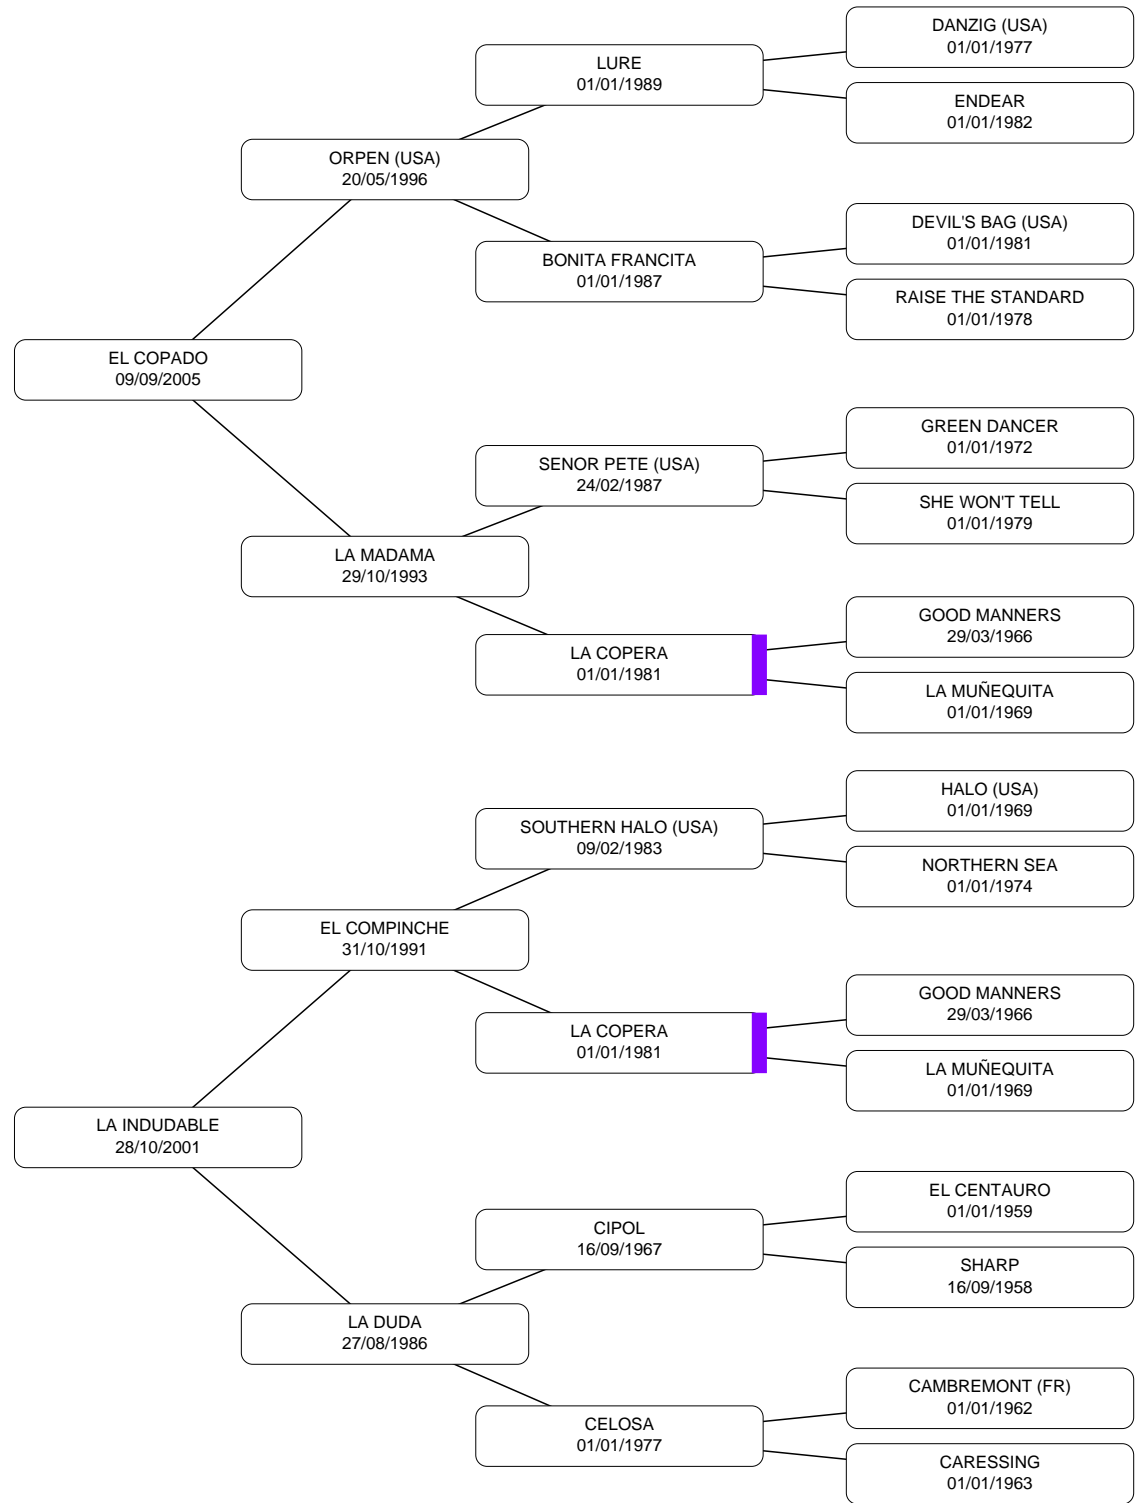 DANZIG (USA)
01/01/1977
LURE
01/01/1989
ENDEAR
01/01/1982
ORPEN (USA)
20/05/1996
DEVIL'S BAG (USA)
01/01/1981
BONITA FRANCITA
01/01/1987
RAISE THE STANDARD
01/01/1978
EL COPADO
09/09/2005
GREEN DANCER
01/01/1972
SENOR PETE (USA)
24/02/1987
SHE WON'T TELL
01/01/1979
LA MADAMA
29/10/1993
GOOD MANNERS
29/03/1966
LA COPERA
01/01/1981
LA MUÑEQUITA
01/01/1969
HALO (USA)
01/01/1969
SOUTHERN HALO (USA)
09/02/1983
NORTHERN SEA
01/01/1974
EL COMPINCHE
31/10/1991
GOOD MANNERS
29/03/1966
LA COPERA
01/01/1981
LA MUÑEQUITA
01/01/1969
LA INDUDABLE
28/10/2001
EL CENTAURO
01/01/1959
CIPOL
16/09/1967
SHARP
16/09/1958
LA DUDA
27/08/1986
CAMBREMONT (FR)
01/01/1962
CELOSA
01/01/1977
CARESSING
01/01/1963